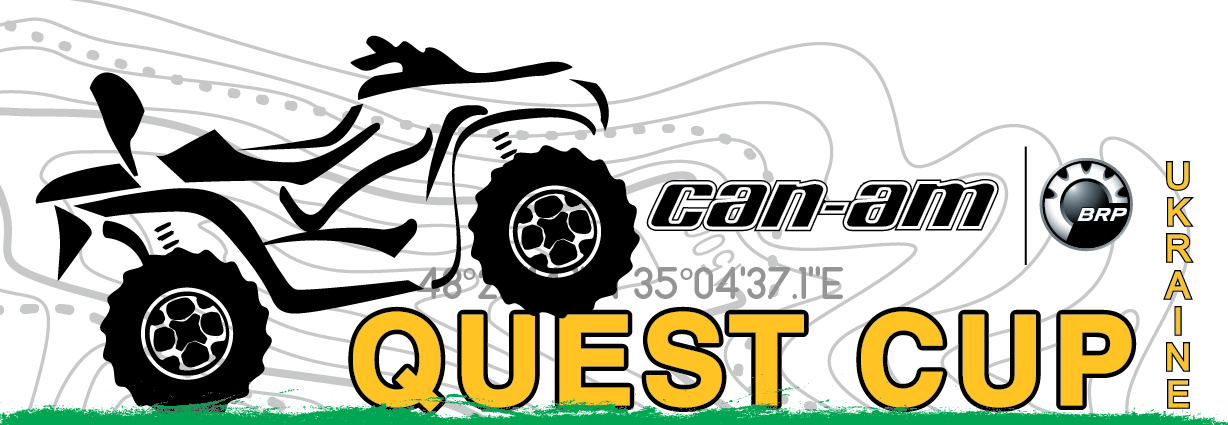 can-am
BRP
UKRAINE
35°04'37.1"E
QUEST CUP